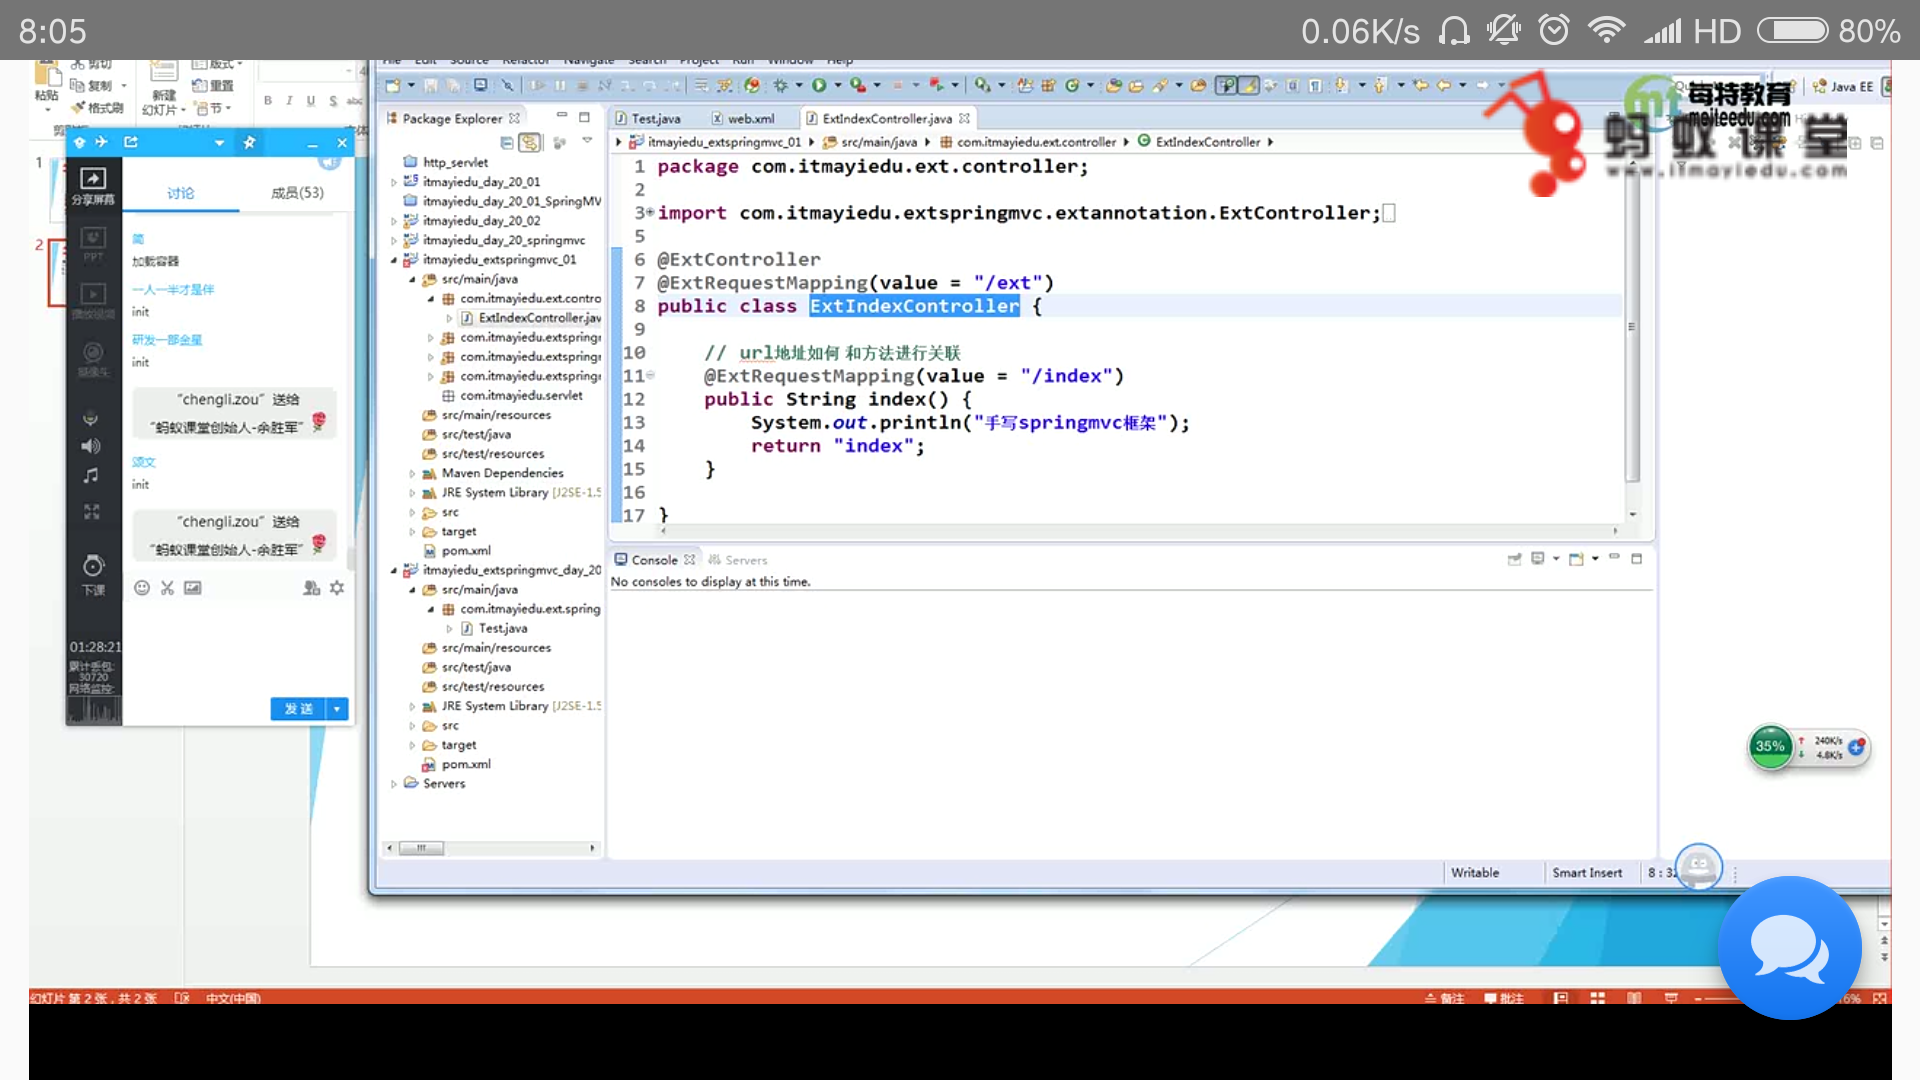 8:05
0.06K/s HD 80%
File Edit Source Refactor Navigate Search Project Run Window Help
剪切
复制
格式刷
粘贴
新建
幻灯片
版式
重置
节
B I U S abc
Java EE
每特教育
meiteedu.com
蚂蚁课堂
www.itmayiedu.com
1
2
分享屏幕
PPT
播放视频
摄像头
下课
01:28:21
累计丢包:
30720
网络监控:
讨论
成员(53)
简
加载容器
一人一半才是伴
init
研发一部金星
init
“chengli.zou” 送给
“蚂蚁课堂创始人-余胜军”
颂文
init
“chengli.zou” 送给
“蚂蚁课堂创始人-余胜军”
发送
Package Explorer
http_servlet
itmayiedu_day_20_01
itmayiedu_day_20_01_SpringMV
itmayiedu_day_20_02
itmayiedu_day_20_springmvc
itmayiedu_extspringmvc_01
src/main/java
com.itmayiedu.ext.contro
ExtIndexController.jav
com.itmayiedu.extspringr
com.itmayiedu.extspringr
com.itmayiedu.extspringr
com.itmayiedu.servlet
src/main/resources
src/test/java
src/test/resources
Maven Dependencies
JRE System Library [J2SE-1.5
src
target
pom.xml
itmayiedu_extspringmvc_day_20
src/main/java
com.itmayiedu.ext.spring
Test.java
src/main/resources
src/test/java
src/test/resources
JRE System Library [J2SE-1.5
src
target
pom.xml
Servers
Test.java web.xml ExtIndexController.java
itmayiedu_extspringmvc_01 src/main/java com.itmayiedu.ext.controller ExtIndexController
1 package com.itmayiedu.ext.controller;
2
3 import com.itmayiedu.extspringmvc.extannotation.ExtController;
5
6 @ExtController
7 @ExtRequestMapping(value = "/ext")
8 public class ExtIndexController {
9
10 // url地址如何 和方法进行关联
11 @ExtRequestMapping(value = "/index")
12 public String index() {
13 System.out.println("手写springmvc框架");
14 return "index";
15 }
16
17 }
Console Servers
No consoles to display at this time.
35% 240K/s
4.8K/s
Writable Smart Insert 8 : 32
幻灯片 第 2 张, 共 2 张 中文(中国)
备注 批注